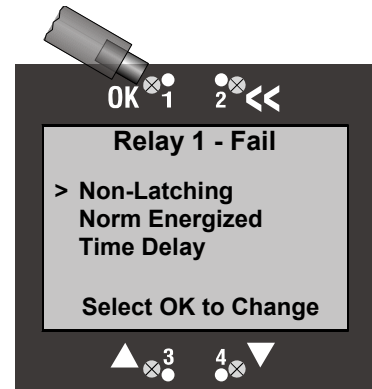 OK 1 2 <<
Relay 1 - Fail
> Non-Latching
Norm Energized
Time Delay
Select OK to Change
3 4